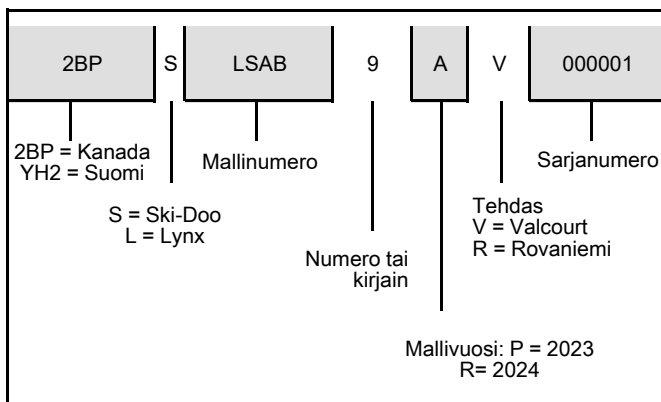 2BP S LSAB 9 A V 000001
2BP = Kanada
YH2 = Suomi
Mallinumero
Sarjanumero
S = Ski-Doo
L = Lynx
Tehdas
V = Valcourt
R = Rovaniemi
Numero tai
kirjain
Mallivuosi: P = 2023
R= 2024